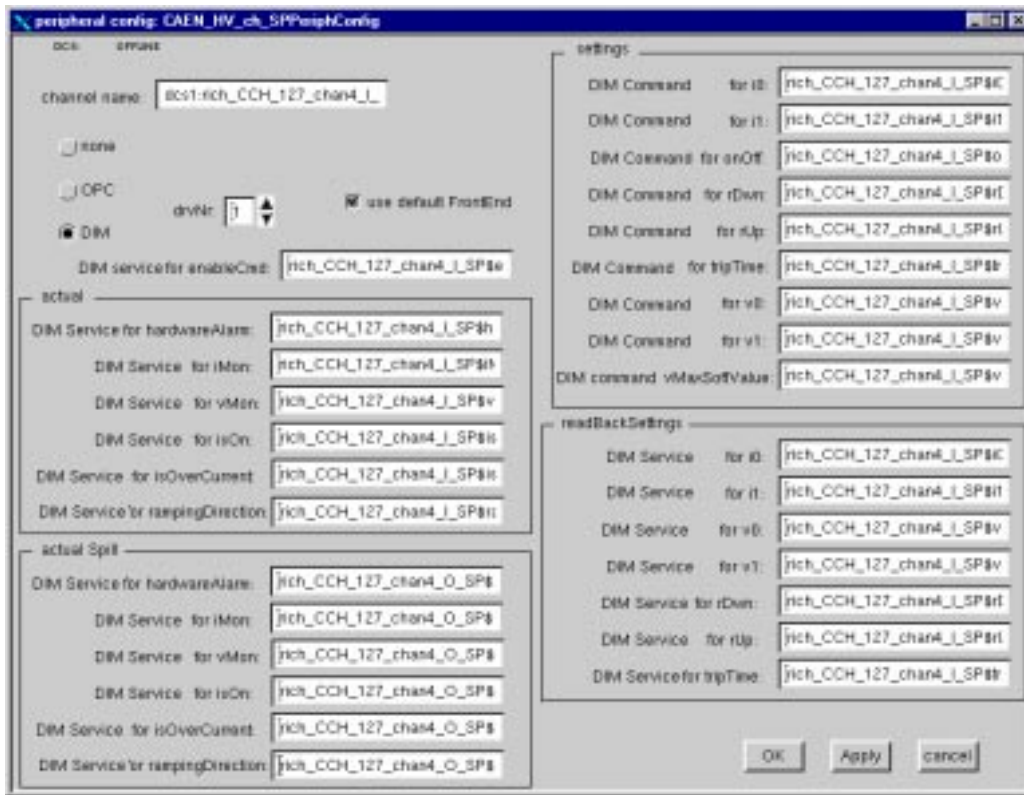 peripheral config: CAEN_HV_ch_SPPeriphConfig
DCS OFFLINE
channel name: dcs1:rich_CCH_127_chan4_I_
none
OPC
DIM
drvNr: 1
use default FrontEnd
DIM service for enableCmd: rich_CCH_127_chan4_I_SP$e
actual
DIM Service for hardwareAlarm: rich_CCH_127_chan4_I_SP$h
DIM Service for iMon: rich_CCH_127_chan4_I_SP$iM
DIM Service for vMon: rich_CCH_127_chan4_I_SP$v
DIM Service for isOn: rich_CCH_127_chan4_I_SP$is
DIM Service for isOverCurrent: rich_CCH_127_chan4_I_SP$is
DIM Service for rampingDirection: rich_CCH_127_chan4_I_SP$ra
actual Spill
DIM Service for hardwareAlarm: rich_CCH_127_chan4_O_SP$
DIM Service for iMon: rich_CCH_127_chan4_O_SP$
DIM Service for vMon: rich_CCH_127_chan4_O_SP$
DIM Service for isOn: rich_CCH_127_chan4_O_SP$
DIM Service for isOverCurrent: rich_CCH_127_chan4_O_SP$
DIM Service for rampingDirection: rich_CCH_127_chan4_O_SP$
settings
DIM Command for i0: rich_CCH_127_chan4_I_SP$i0
DIM Command for i1: rich_CCH_127_chan4_I_SP$i1
DIM Command for onOff: rich_CCH_127_chan4_I_SP$o
DIM Command for rDwn: rich_CCH_127_chan4_I_SP$rD
DIM Command for rUp: rich_CCH_127_chan4_I_SP$rU
DIM Command for tripTime: rich_CCH_127_chan4_I_SP$tr
DIM Command for v0: rich_CCH_127_chan4_I_SP$v
DIM Command for v1: rich_CCH_127_chan4_I_SP$v
DIM command vMaxSoftValue: rich_CCH_127_chan4_I_SP$v
readBackSettings
DIM Service for i0: rich_CCH_127_chan4_I_SP$i0
DIM Service for i1: rich_CCH_127_chan4_I_SP$i1
DIM Service for v0: rich_CCH_127_chan4_I_SP$v
DIM Service for v1: rich_CCH_127_chan4_I_SP$v
DIM Service for rDwn: rich_CCH_127_chan4_I_SP$rD
DIM Service for rUp: rich_CCH_127_chan4_I_SP$rU
DIM Service for tripTime: rich_CCH_127_chan4_I_SP$tr
OK Apply cancel